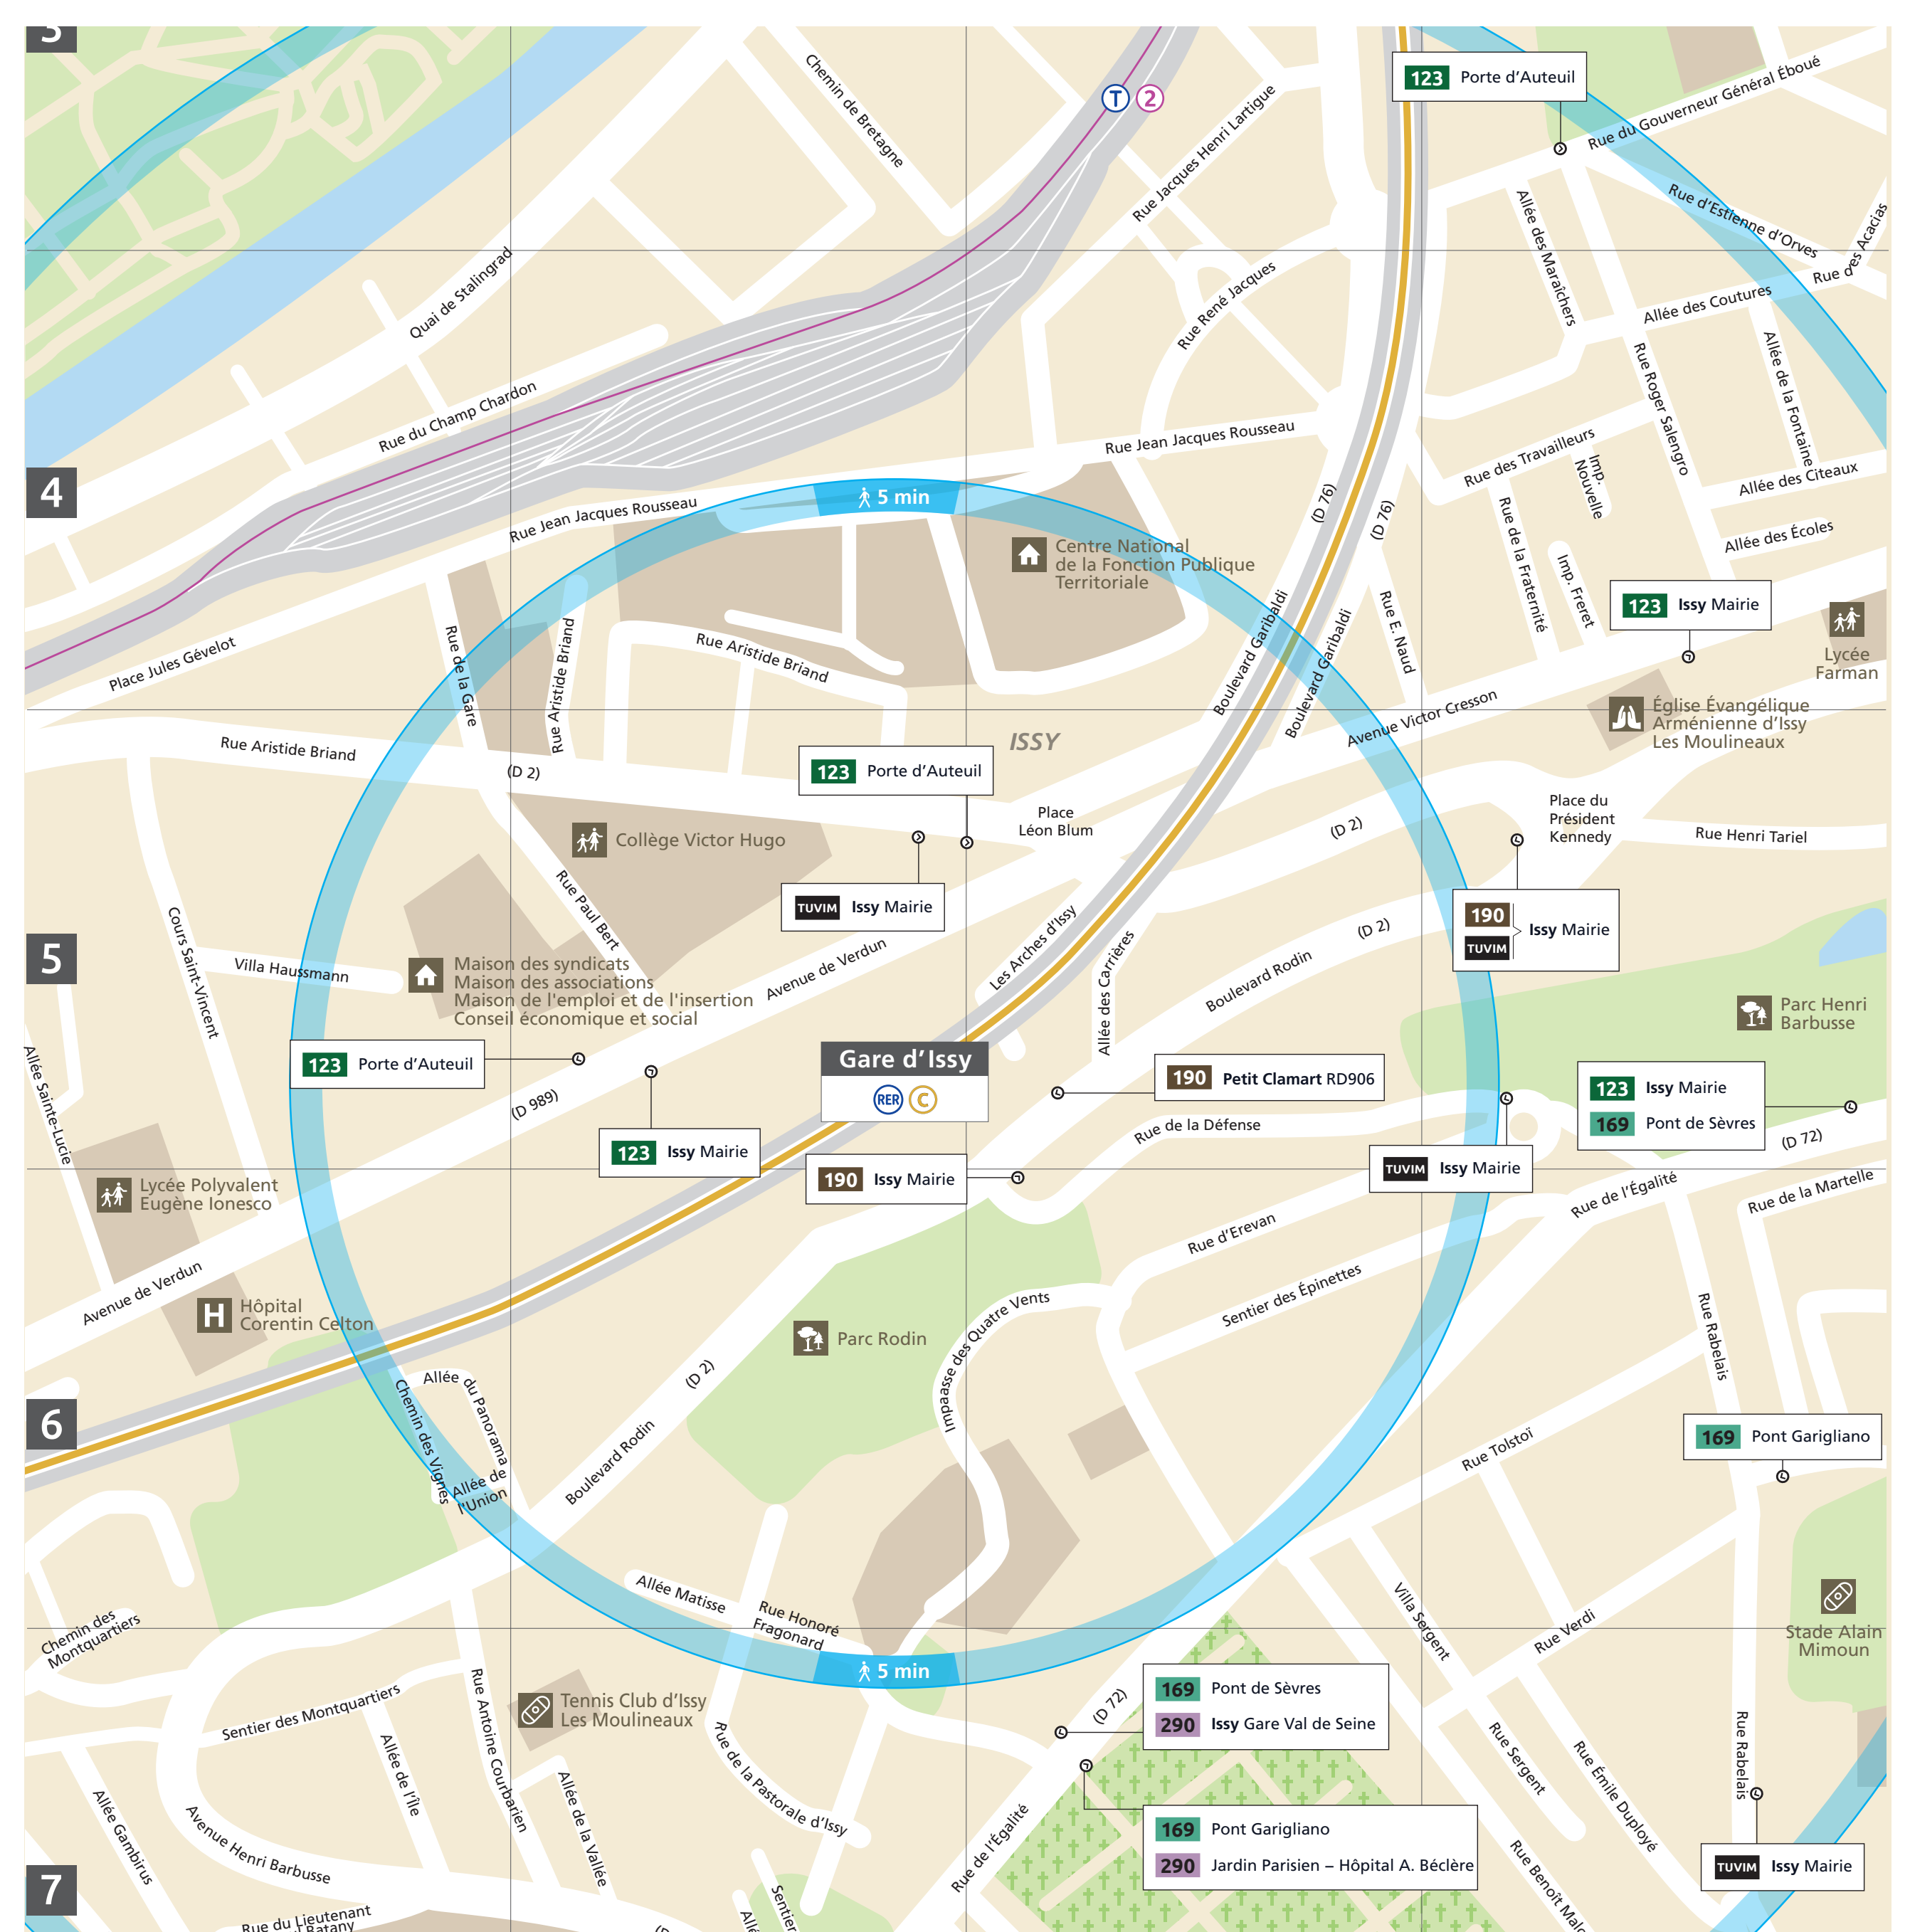 3
Chemin de Bretagne
T 2
Rue Jacques Henri Lartigue
123 Porte d'Auteuil
Rue du Gouverneur Général Éboué
Rue d'Estienne d'Orves
Rue des Acacias
Allée des Maraîchers
Allée des Coutures
Quai de Stalingrad
Rue René Jacques
Rue Roger Salengro
Allée de la Fontaine
Rue du Champ Chardon
Rue Jean Jacques Rousseau
Rue des Travailleurs
Imp.
Nouvelle
Allée des Citeaux
4
5 min
Rue Jean Jacques Rousseau
(D 76)
(D 76)
Rue de la Fraternité
Allée des Écoles
Centre National
de la Fonction Publique
Territoriale
Imp. Freret
123 Issy Mairie
Rue E. Naud
Boulevard Garibaldi
Boulevard Garibaldi
Lycée
Farman
Place Jules Gévelot
Rue de la Gare
Rue Aristide Briand
Rue Aristide Briand
Avenue Victor Cresson
Église Évangélique
Arménienne d'Issy
Les Moulineaux
ISSY
Rue Aristide Briand
(D 2)
123 Porte d'Auteuil
Place
Léon Blum
(D 2)
Place du
Président
Kennedy
Rue Henri Tariel
Collège Victor Hugo
Rue Paul Bert
TUVIM Issy Mairie
190
TUVIM
Issy Mairie
Cours Saint-Vincent
Les Arches d'Issy
Allée des Carrières
(D 2)
Boulevard Rodin
5
Villa Haussmann
Maison des syndicats
Maison des associations
Maison de l'emploi et de l'insertion
Conseil économique et social
Avenue de Verdun
Parc Henri
Barbusse
Allée Sainte-Lucie
123 Porte d'Auteuil
Gare d'Issy
RER C
190 Petit Clamart RD906
123 Issy Mairie
169 Pont de Sèvres
(D 989)
Rue de la Défense
(D 72)
123 Issy Mairie
190 Issy Mairie
TUVIM Issy Mairie
Lycée Polyvalent
Eugène Ionesco
Rue de l'Égalité
Rue de la Martelle
Rue d'Erevan
Sentier des Épinettes
Avenue de Verdun
Hôpital
Corentin Celton
Parc Rodin
Impasse des Quatre Vents
Rue Rabelais
(D 2)
Allée du Panorama
Chemin des Vignes
6
Boulevard Rodin
Rue Tolstoï
169 Pont Garigliano
Allée de
l'Union
Allée Matisse
Rue Honoré
Fragonard
Villa Sergent
Rue Verdi
Stade Alain
Mimoun
Chemin des
Montquartiers
5 min
Sentier des Montquartiers
Rue Antoine Courbarien
Tennis Club d'Issy
Les Moulineaux
(D 72)
169 Pont de Sèvres
290 Issy Gare Val de Seine
Allée de l'Île
Rue de la Pastorale d'Issy
Rue Sergent
Rue Émile Duployé
Rue Rabelais
Allée Gambirus
Avenue Henri Barbusse
Allée de la Vallée
Rue de l'Égalité
169 Pont Garigliano
290 Jardin Parisien – Hôpital A. Béclère
TUVIM Issy Mairie
7
Sentier
Rue Benoît Malo
Rue du Lieutenant
Batany